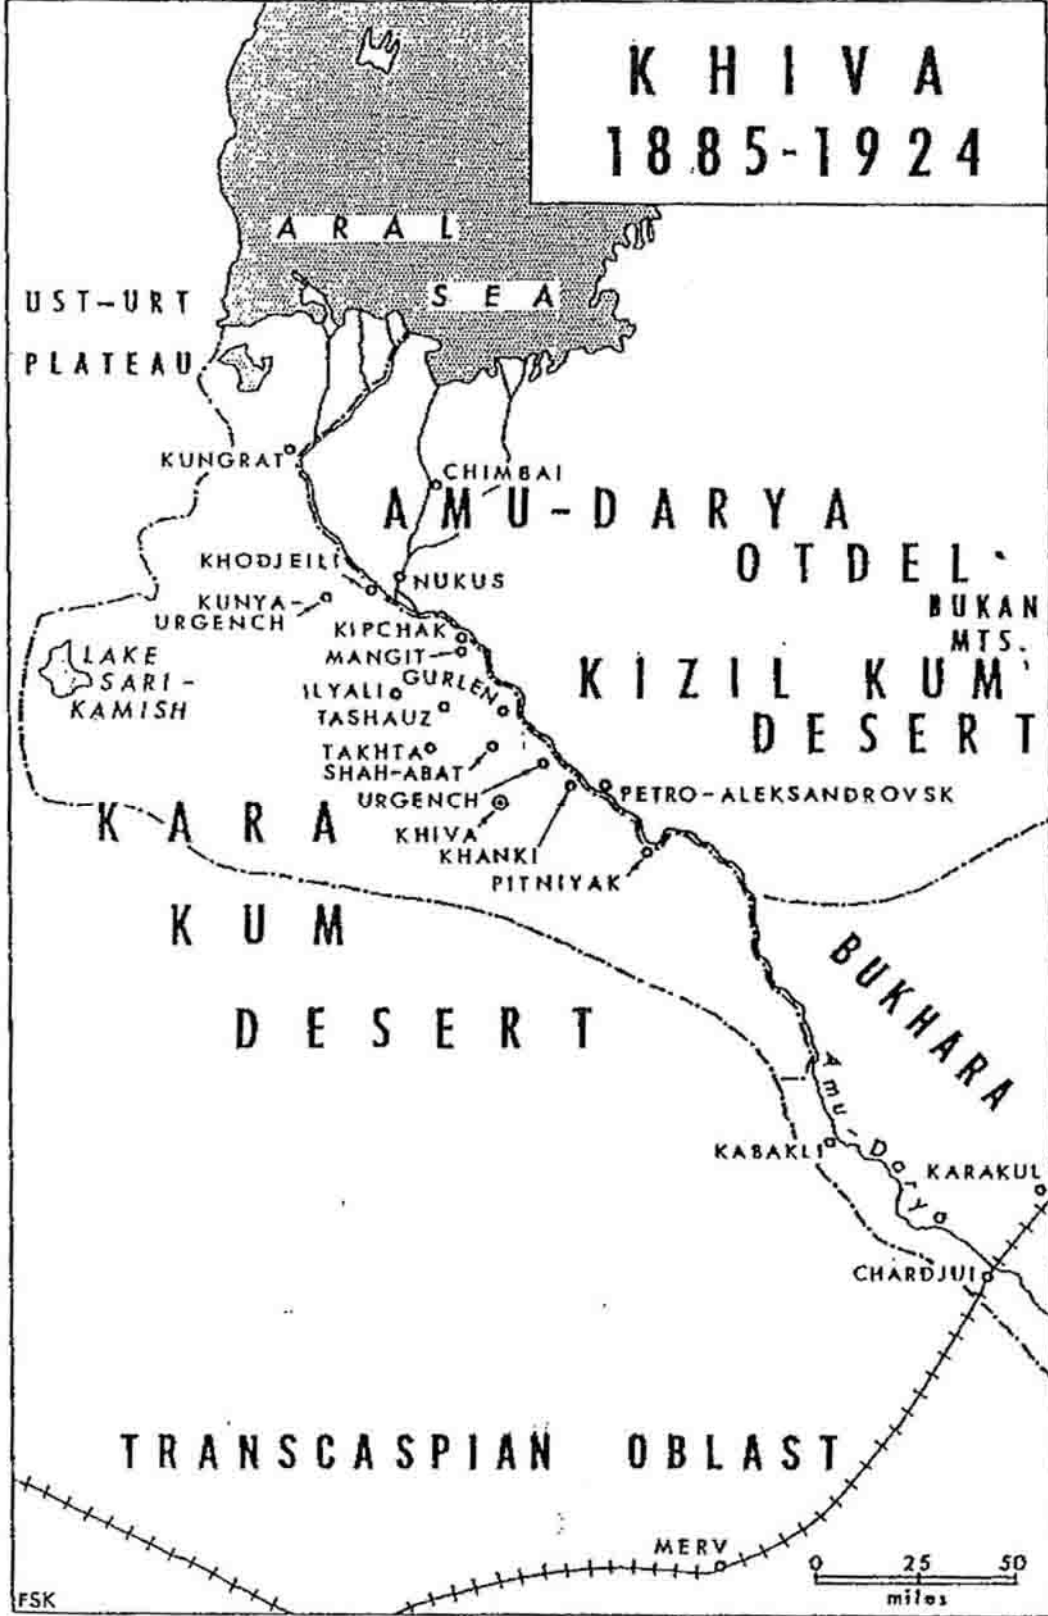 KHIVA
1885-1924
ARAL
SEA
UST-URT
PLATEAU
KUNGRAT
CHIMBAI
AMU-DARYA
OTDEL
KHODJEILI
NUKUS
KUNYA-
URGENCH
BUKAN
MTS.
KIPCHAK
MANGIT
LAKE
SARI-
KAMISH
ILYALI
GURLEN
KIZIL KUM
DESERT
TASHAUZ
TAKHTA
SHAH-ABAT
URGENCH
PETRO-ALEKSANDROVSK
KHIVA
KHANKI
PITNIYAK
KARA
KUM
DESERT
BUKHARA
Amu-Darya
KABAKLI
KARAKUL
CHARDJUI
TRANSCASPIAN OBLAST
MERV
0 25 50
miles
FSK